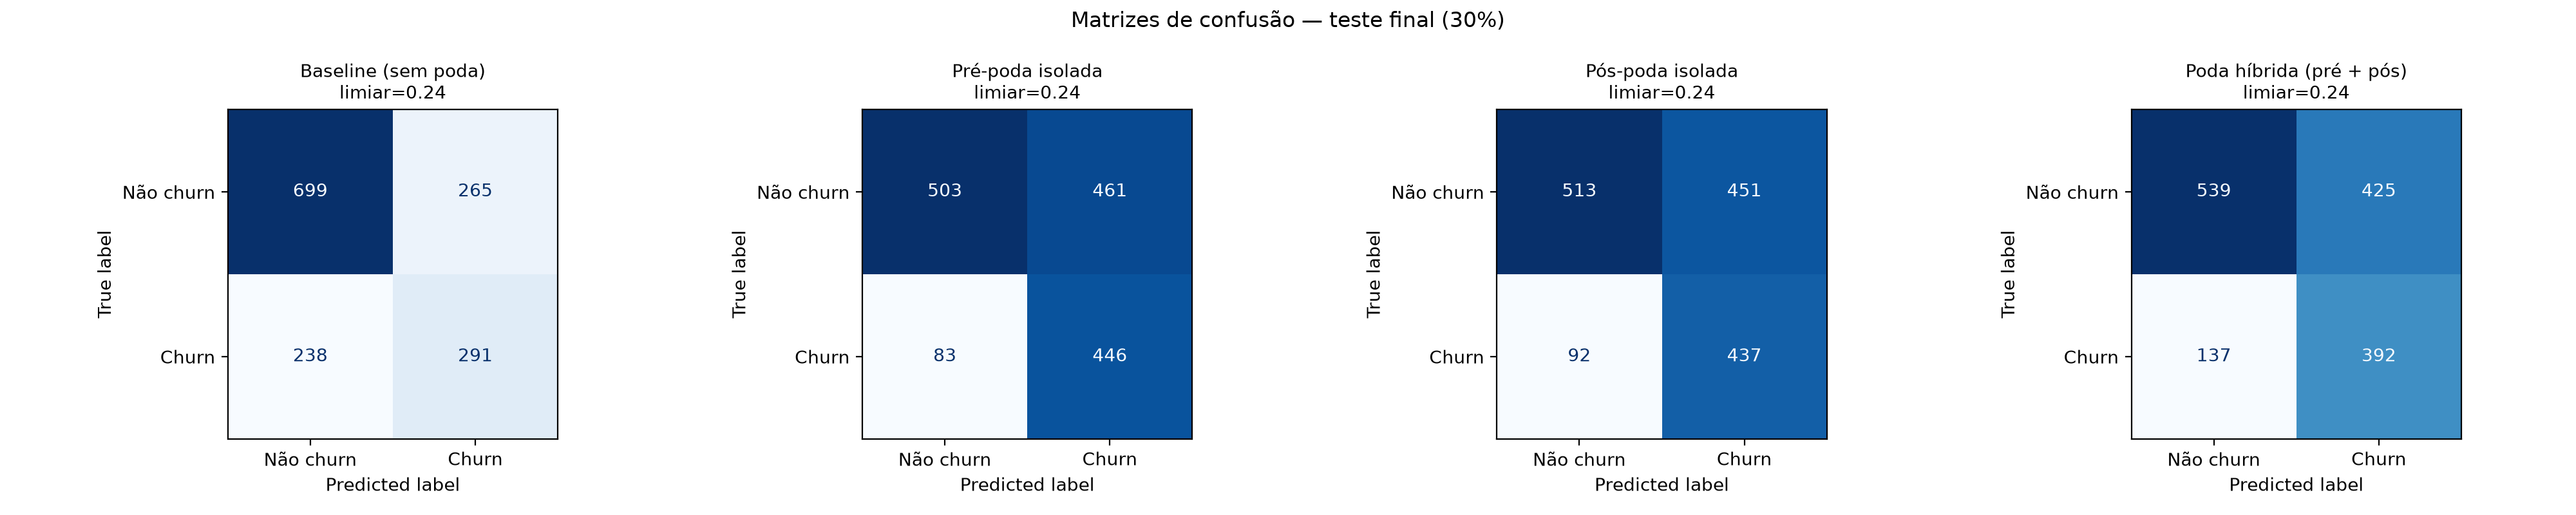 Matrizes de confusão — teste final (30%)
Baseline (sem poda)
limiar=0.24
699
265
238
291
Não churn
Churn
True label
Não churn
Churn
Predicted label
Pré-poda isolada
limiar=0.24
503
461
83
446
Não churn
Churn
True label
Não churn
Churn
Predicted label
Pós-poda isolada
limiar=0.24
513
451
92
437
Não churn
Churn
True label
Não churn
Churn
Predicted label
Poda híbrida (pré + pós)
limiar=0.24
539
425
137
392
Não churn
Churn
True label
Não churn
Churn
Predicted label